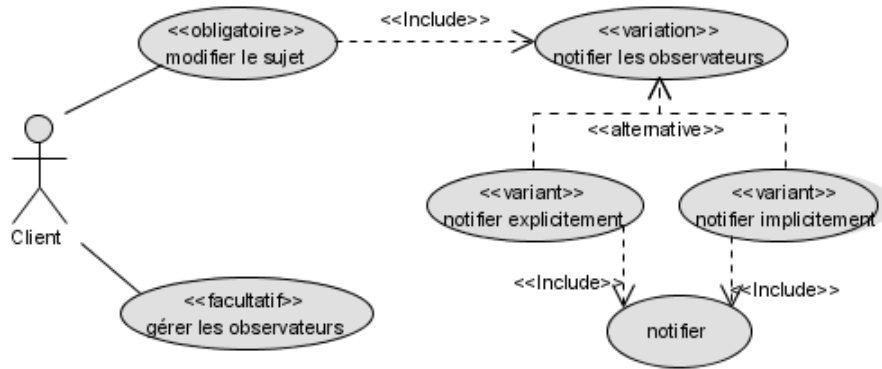 <<Include>>
<<obligatoire>>
modifier le sujet
<<variation>>
notifier les observateurs
<<alternative>>
<<variant>>
notifier explicitement
<<variant>>
notifier implicitement
Client
<<Include>>
<<Include>>
<<facultatif>>
gérer les observateurs
notifier